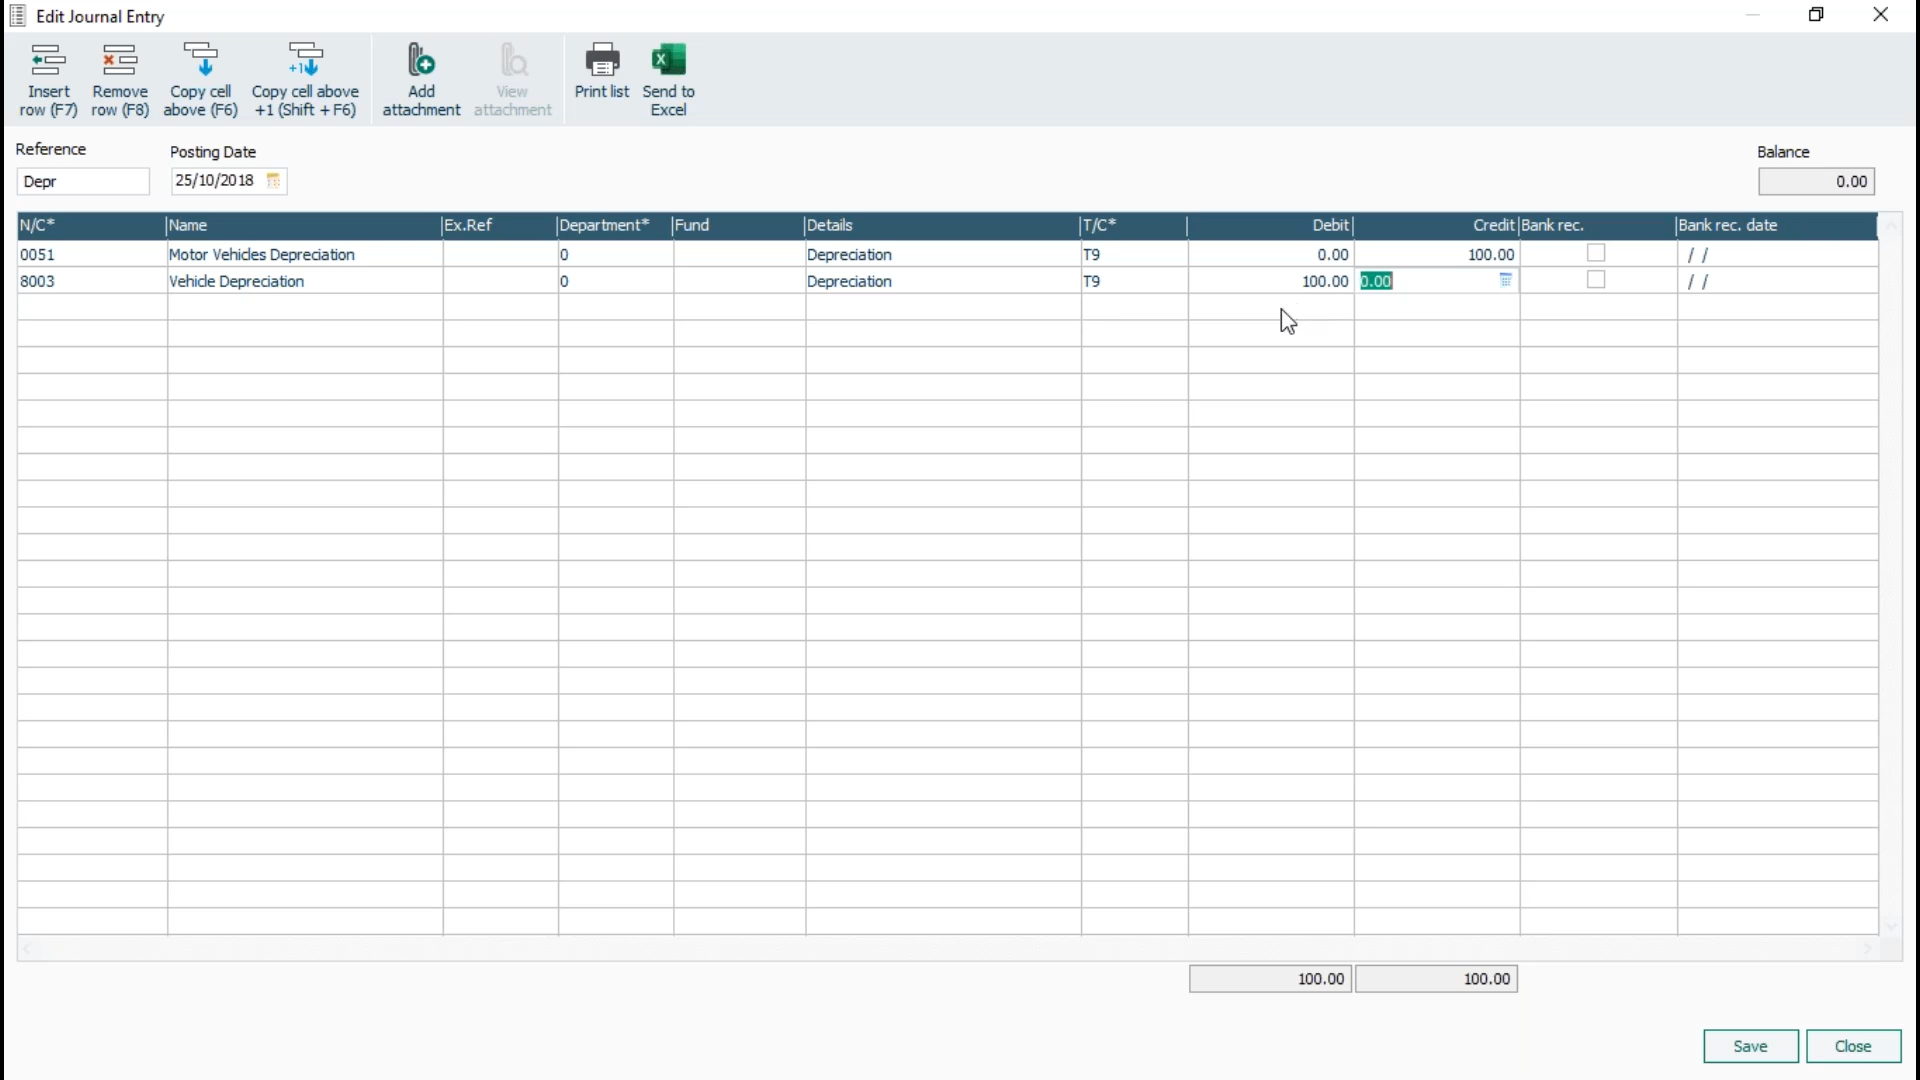 Edit Journal Entry
Insert row (F7)
Remove row (F8)
Copy cell above (F6)
Copy cell above +1 (Shift + F6)
Add attachment
View attachment
Print list
Send to Excel
+1
Reference
Posting Date
Balance
Depr
25/10/2018
0.00
N/C* Name Ex.Ref Department* Fund Details T/C* Debit Credit Bank rec. Bank rec. date
0051 Motor Vehicles Depreciation 0 Depreciation T9 0.00 100.00 / /
8003 Vehicle Depreciation 0 Depreciation T9 100.00 0.00 / /
100.00 100.00
Save Close